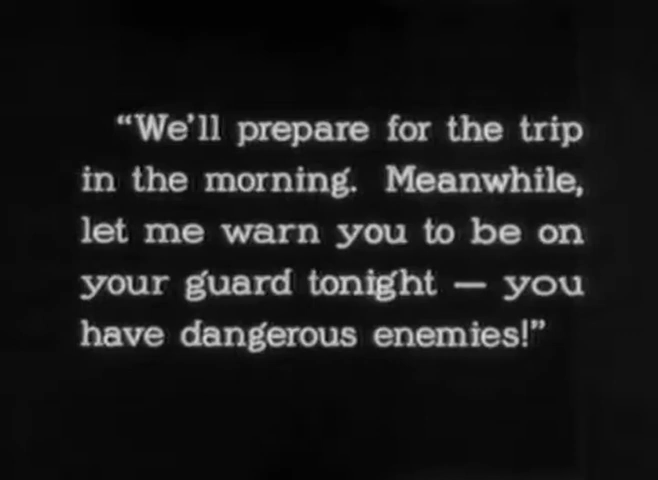 “We’ll prepare for the trip
in the morning. Meanwhile,
let me warn you to be on
your guard tonight — you
have dangerous enemies!”